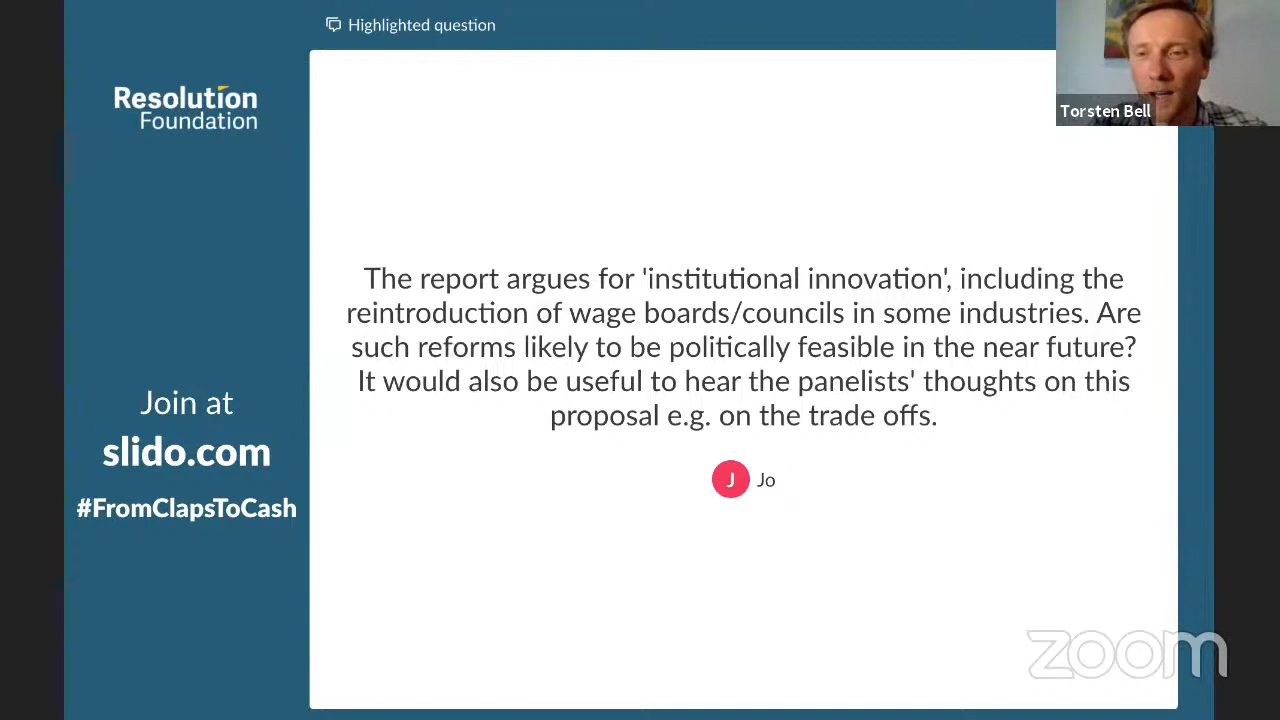 Highlighted question
Torsten Bell
Resolution
Foundation
The report argues for 'institutional innovation', including the
reintroduction of wage boards/councils in some industries. Are
such reforms likely to be politically feasible in the near future?
It would also be useful to hear the panelists' thoughts on this
proposal e.g. on the trade offs.
J Jo
Join at
slido.com
#FromClapsToCash
zoom